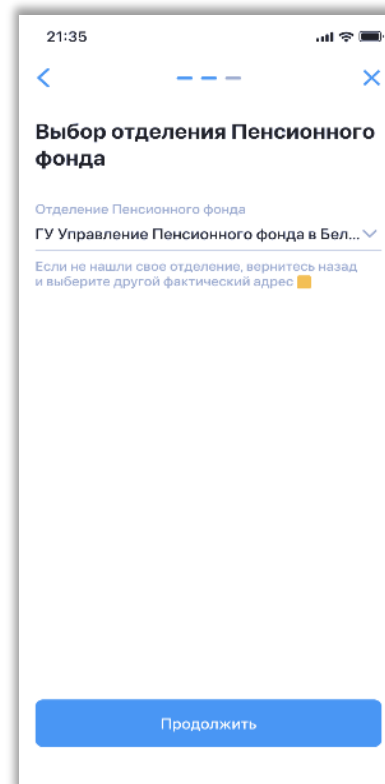 21:35
Выбор отделения Пенсионного
фонда
Отделение Пенсионного фонда
ГУ Управление Пенсионного фонда в Бел...
Если не нашли свое отделение, вернитесь назад
и выберите другой фактический адрес
Продолжить